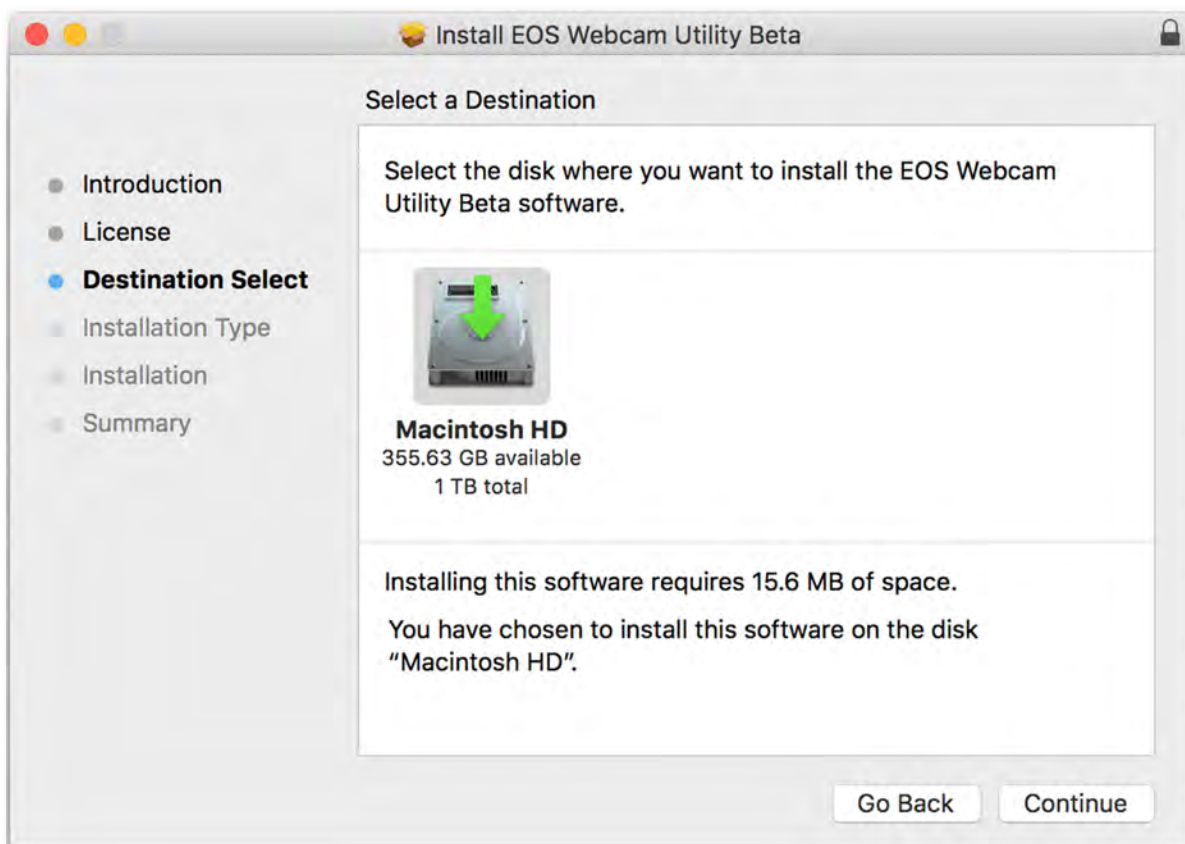 Install EOS Webcam Utility Beta
Select a Destination
Introduction
License
Destination Select
Installation Type
Installation
Summary
Select the disk where you want to install the EOS Webcam
Utility Beta software.
Macintosh HD
355.63 GB available
1 TB total
Installing this software requires 15.6 MB of space.
You have chosen to install this software on the disk
“Macintosh HD”.
Go Back
Continue